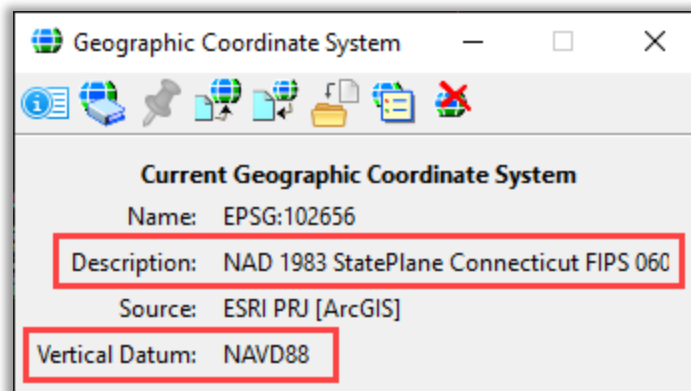 Geographic Coordinate System
Current Geographic Coordinate System
Name: EPSG:102656
Description: NAD 1983 StatePlane Connecticut FIPS 060
Source: ESRI PRJ [ArcGIS]
Vertical Datum: NAVD88